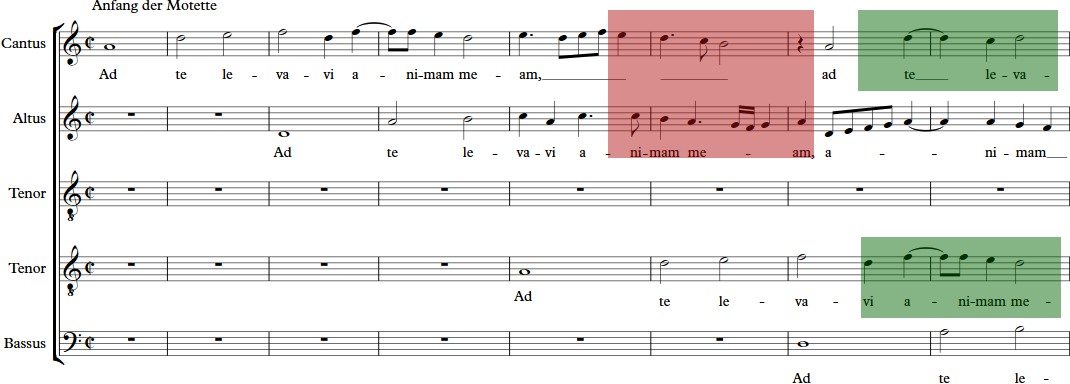 Anfang der Motette
Cantus
Ad te le - va - vi a - ni-mam me - am, ad te le - va -
Altus
Ad te le - va - vi a - ni-mam me - am, a - - ni - mam
Tenor
8
Tenor
8
Ad te le - va - vi a - ni-mam me -
Bassus
Ad te le -